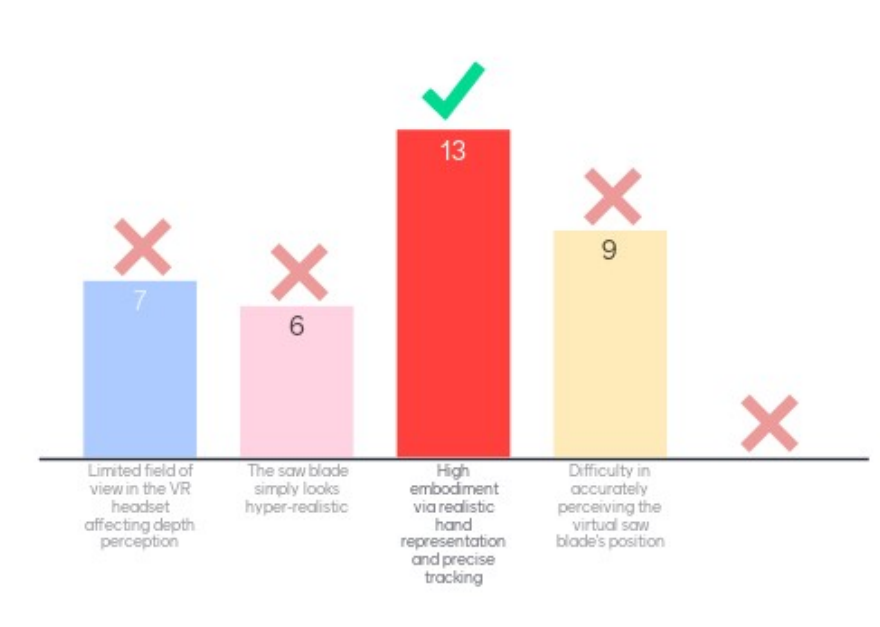 13
9
7
6
Limited field of
view in the VR
headset
affecting depth
perception
The saw blade
simply looks
hyper-realistic
High
embodiment
via realistic
hand
representation
and precise
tracking
Difficulty in
accurately
perceiving the
virtual saw
blade's position